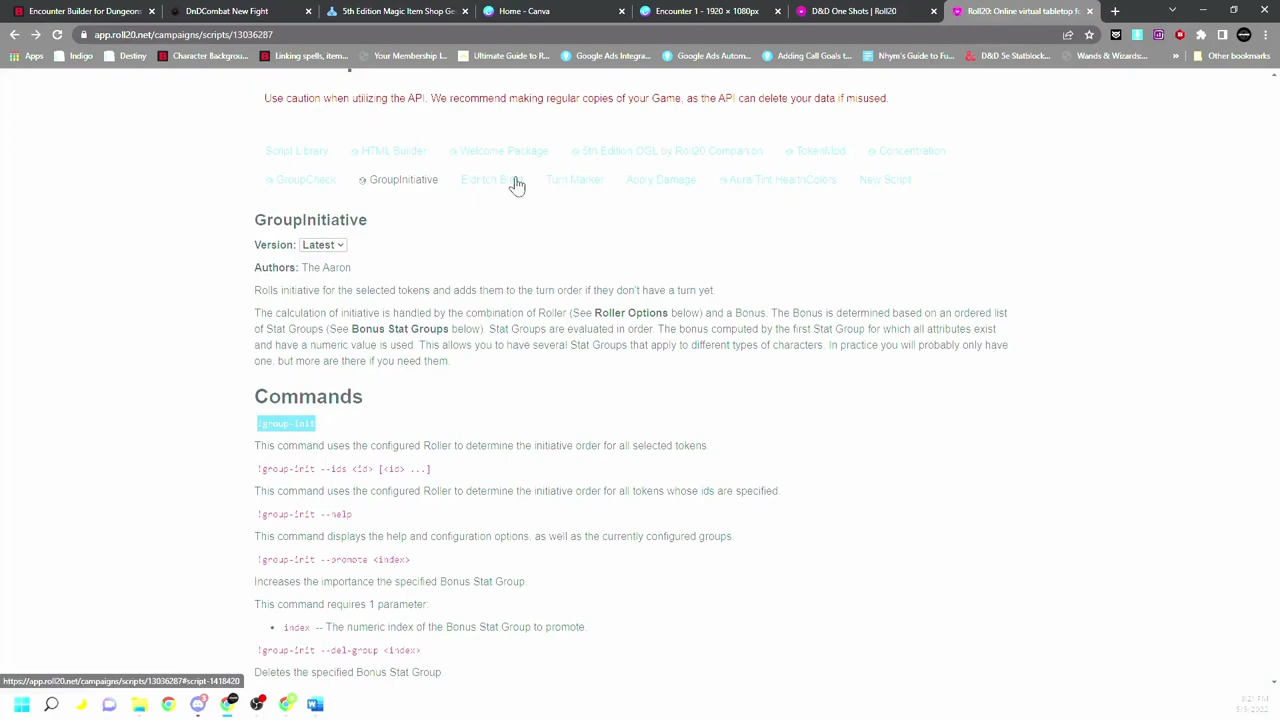 Encounter Builder for Dungeons
DnDCombat New Fight
5th Edition Magic Item Shop Ge
Home - Canva
Encounter 1 - 1920 × 1080px
D&D One Shots | Roll20
Roll20: Online virtual tabletop fo
app.roll20.net/campaigns/scripts/13036287
Apps
Indigo
Destiny
Character Backgrou...
Linking spells, item...
Your Membership L...
Ultimate Guide to R...
Google Ads Integra...
Google Ads Automa...
Adding Call Goals t...
Nhym's Guide to Fu...
D&D 5e Statblock...
Wands & Wizards:...
Other bookmarks
Use caution when utilizing the API. We recommend making regular copies of your Game, as the API can delete your data if misused.
Script Library
HTML Builder
Welcome Package
5th Edition OGL by Roll20 Companion
TokenMod
Concentration
GroupCheck
GroupInitiative
Eldritch
Turn Marker
Apply Damage
Aura/Tint HealthColors
New Script
GroupInitiative
Version: Latest
Authors: The Aaron
Rolls initiative for the selected tokens and adds them to the turn order if they don't have a turn yet.
The calculation of initiative is handled by the combination of Roller (See Roller Options below) and a Bonus. The Bonus is determined based on an ordered list
of Stat Groups (See Bonus Stat Groups below). Stat Groups are evaluated in order. The bonus computed by the first Stat Group for which all attributes exist
and have a numeric value is used. This allows you to have several Stat Groups that apply to different types of characters. In practice you will probably only have
one, but more are there if you need them.
Commands
!group-init
This command uses the configured Roller to determine the initiative order for all selected tokens.
!group-init --ids <id> [<id> ...]
This command uses the configured Roller to determine the initiative order for all tokens whose ids are specified.
!group-init --help
This command displays the help and configuration options, as well as the currently configured groups.
!group-init --promote <index>
Increases the importance the specified Bonus Stat Group.
This command requires 1 parameter:
index -- The numeric index of the Bonus Stat Group to promote.
!group-init --del-group <index>
Deletes the specified Bonus Stat Group.
https://app.roll20.net/campaigns/scripts/13036287#script-1418420